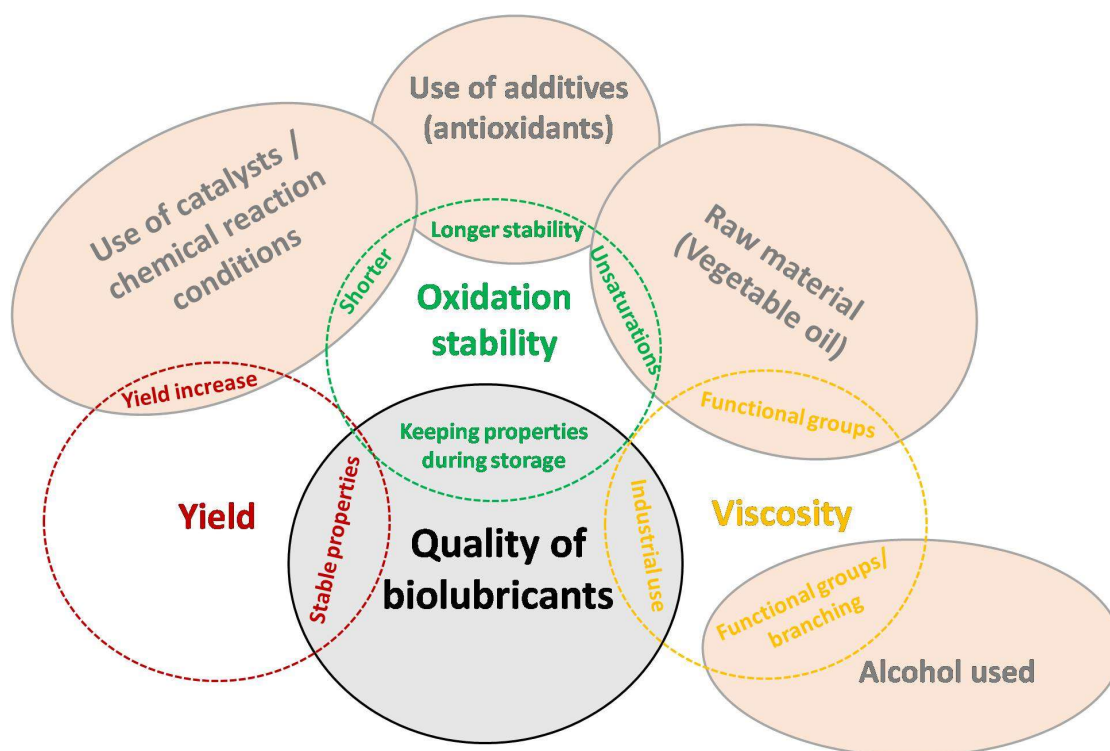 Use of additives
(antioxidants)
Use of catalysts /
chemical reaction
conditions
Raw material
(Vegetable oil)
Longer stability
Shorter
Unsaturations
Oxidation
stability
Yield increase
Functional groups
Keeping properties
during storage
Stable properties
Industrial use
Yield
Viscosity
Quality of
biolubricants
Functional groups/
branching
Alcohol used